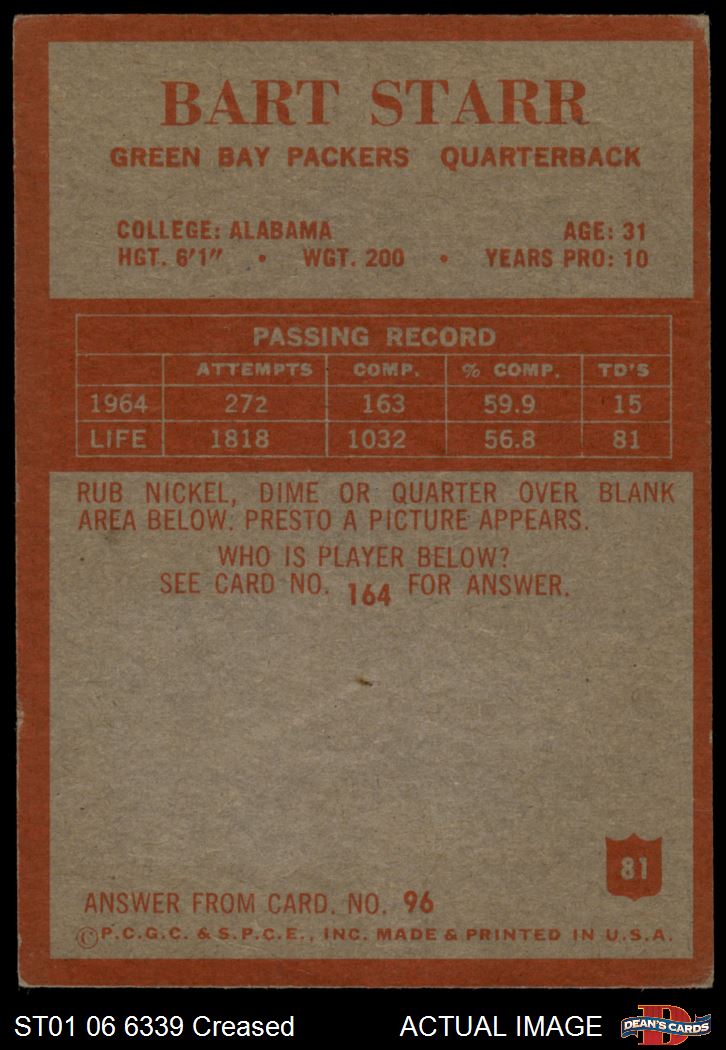 BART STARR
GREEN BAY PACKERS QUARTERBACK
COLLEGE: ALABAMA AGE: 31
HGT. 6'1" • WGT. 200 • YEARS PRO: 10
PASSING RECORD
ATTEMPTS COMP. % COMP. TD'S
1964 272 163 59.9 15
LIFE 1818 1032 56.8 81
RUB NICKEL, DIME OR QUARTER OVER BLANK
AREA BELOW. PRESTO A PICTURE APPEARS.
WHO IS PLAYER BELOW?
SEE CARD NO. 164 FOR ANSWER.
81
ANSWER FROM CARD. NO. 96
©P.C.G.C. & S.P.C.E., INC. MADE & PRINTED IN U.S.A.
ST01 06 6339 Creased ACTUAL IMAGE
D
DEAN'S CARDS